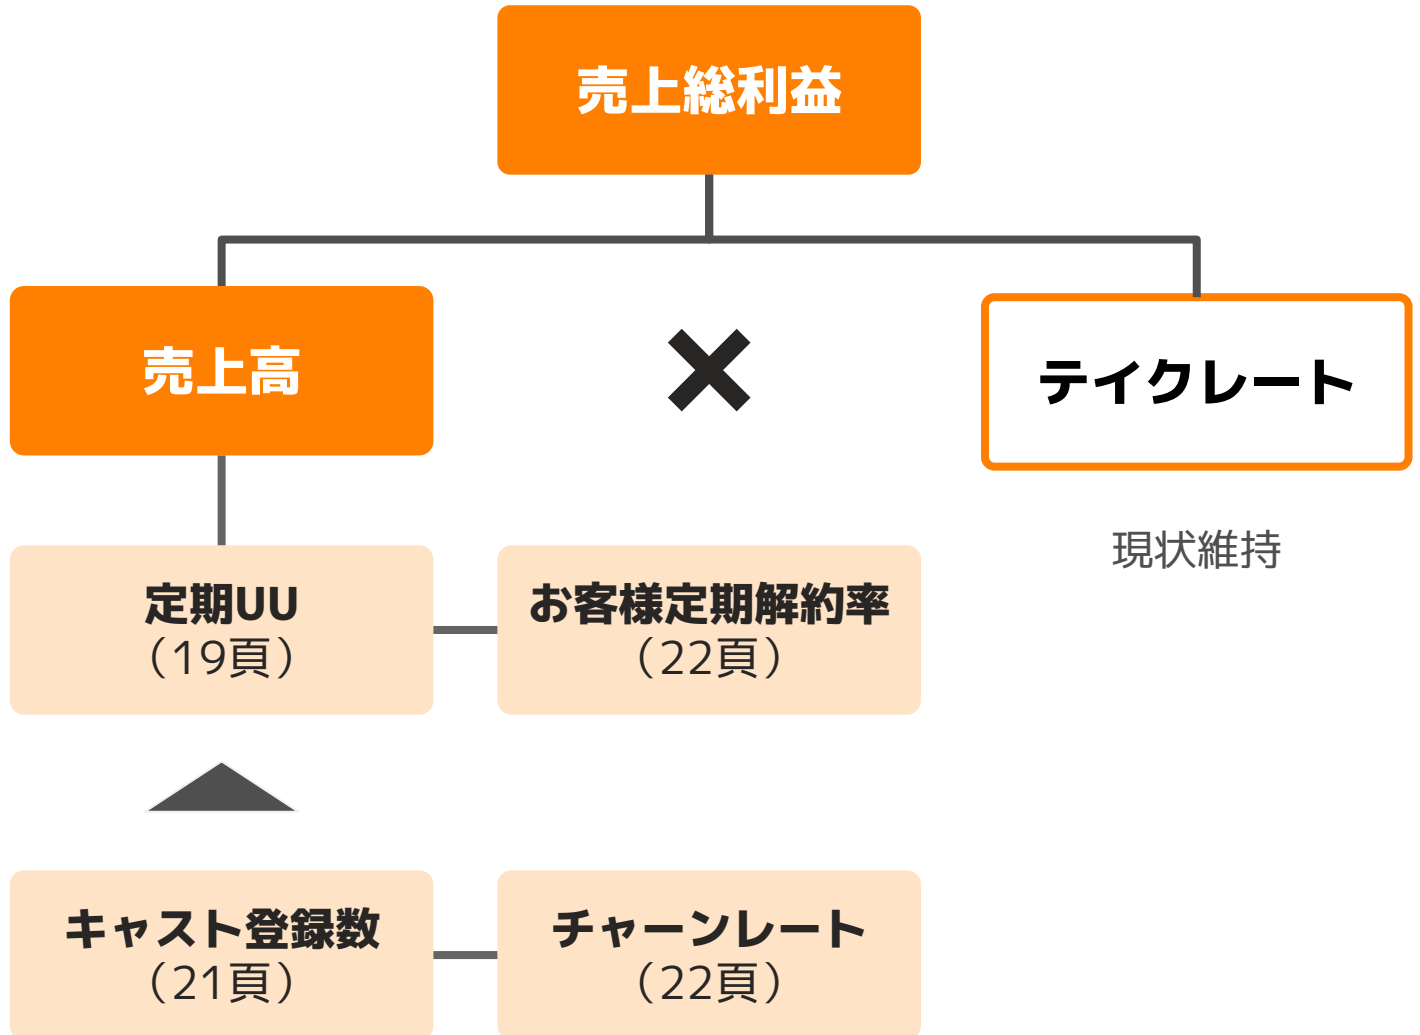 売上総利益
売上高
テイクレート
現状維持
定期UU
（19頁）
お客様定期解約率
（22頁）
キャスト登録数
（21頁）
チャーンレート
（22頁）